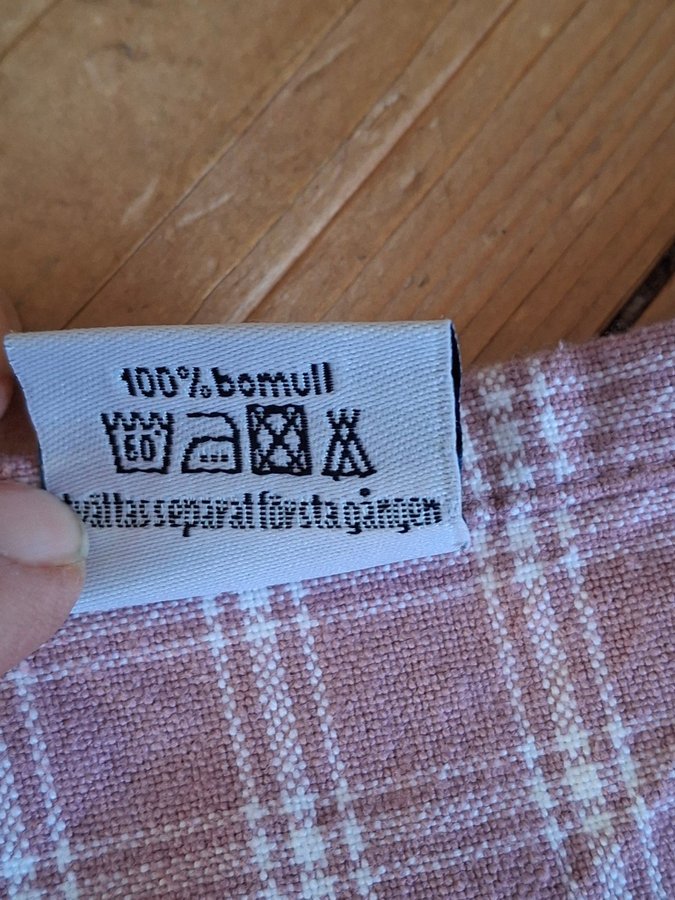 100% bomull
60°
tvättas separat första gången